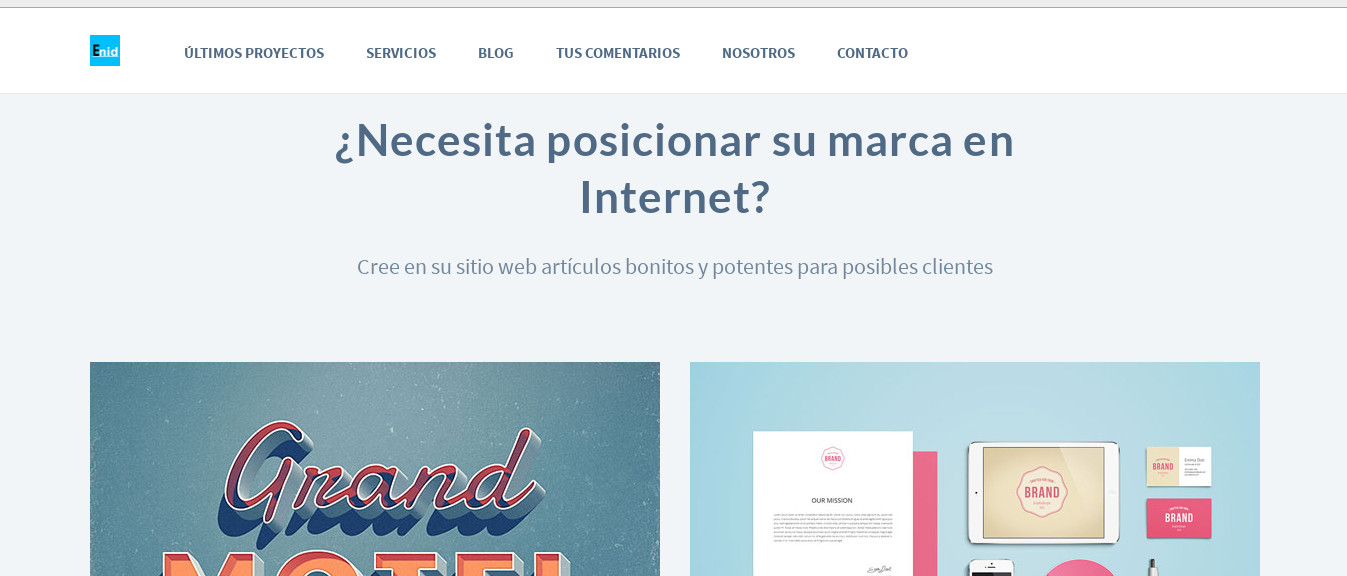 Enid
ÚLTIMOS PROYECTOS SERVICIOS BLOG TUS COMENTARIOS NOSOTROS CONTACTO
¿Necesita posicionar su marca en
Internet?
Cree en su sitio web artículos bonitos y potentes para posibles clientes
Grand
MOTEL
BRAND
OUR MISSION
BRAND
BRAND
BRAND